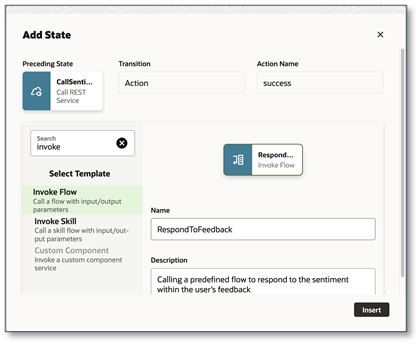 Add State
Preceding State
Transition
Action Name
CallSenti...
Call REST
Service
Action
success
Search
invoke
Select Template
Invoke Flow
Call a flow with input/output
parameters
Invoke Skill
Call a skill flow with input/out-
put parameters
Custom Component
Invoke a custom component
service
Respond...
Invoke Flow
Name
RespondToFeedback
Description
Calling a predefined flow to respond to the sentiment
within the user's feedback
Insert